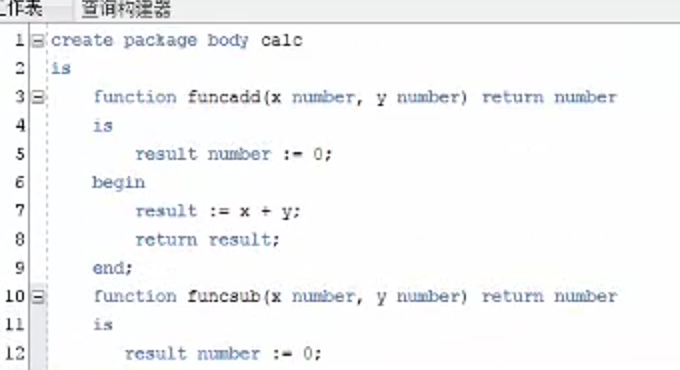 工作表 查询构建器
1 create package body calc
2 is
3 function funcadd(x number, y number) return number
4 is
5 result number := 0;
6 begin
7 result := x + y;
8 return result;
9 end;
10 function funcsub(x number, y number) return number
11 is
12 result number := 0;